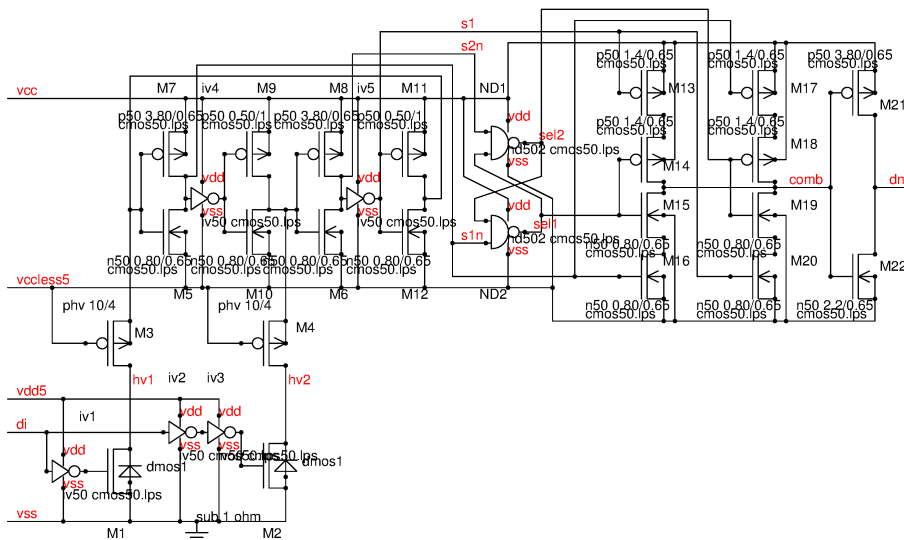 s1
s2n
p50 1.4/0.65
cmos50.lps
p50 1.4/0.65
cmos50.lps
p50 3.80/0.65
cmos50.lps
vcc
M7
iv4
M9
M8
iv5
M11
ND1
M13
M17
M21
p50 3.80/0.65
cmos50.lps
p50 0.50/1
cmos50.lps
p50 3.80/0.65
cmos50.lps
p50 0.50/1
cmos50.lps
vdd
sel2
nd502 cmos50.lps
vss
p50 1.4/0.65
cmos50.lps
p50 1.4/0.65
cmos50.lps
M14
M18
vdd
vss
iv50 cmos50.lps
vdd
vss
iv50 cmos50.lps
comb
dn
M15
M19
vdd
s1n
sel1
nd502 cmos50.lps
vss
n50 0.80/0.65
cmos50.lps
n50 0.80/0.65
cmos50.lps
n50 0.80/0.65
cmos50.lps
n50 0.80/0.65
cmos50.lps
n50 0.80/0.65
cmos50.lps
n50 0.80/0.65
cmos50.lps
M16
M20
M22
vccless5
M5
M10
M6
M12
ND2
n50 0.80/0.65
cmos50.lps
n50 0.80/0.65
cmos50.lps
n50 2.2/0.65
cmos50.lps
phv 10/4
phv 10/4
M3
M4
hv1
iv2
iv3
hv2
vdd5
di
iv1
vdd
vdd
vdd
vss
vss
vss
iv50 cmos50.lps
dmos1
dmos1
vss
sub 1 ohm
M1
M2